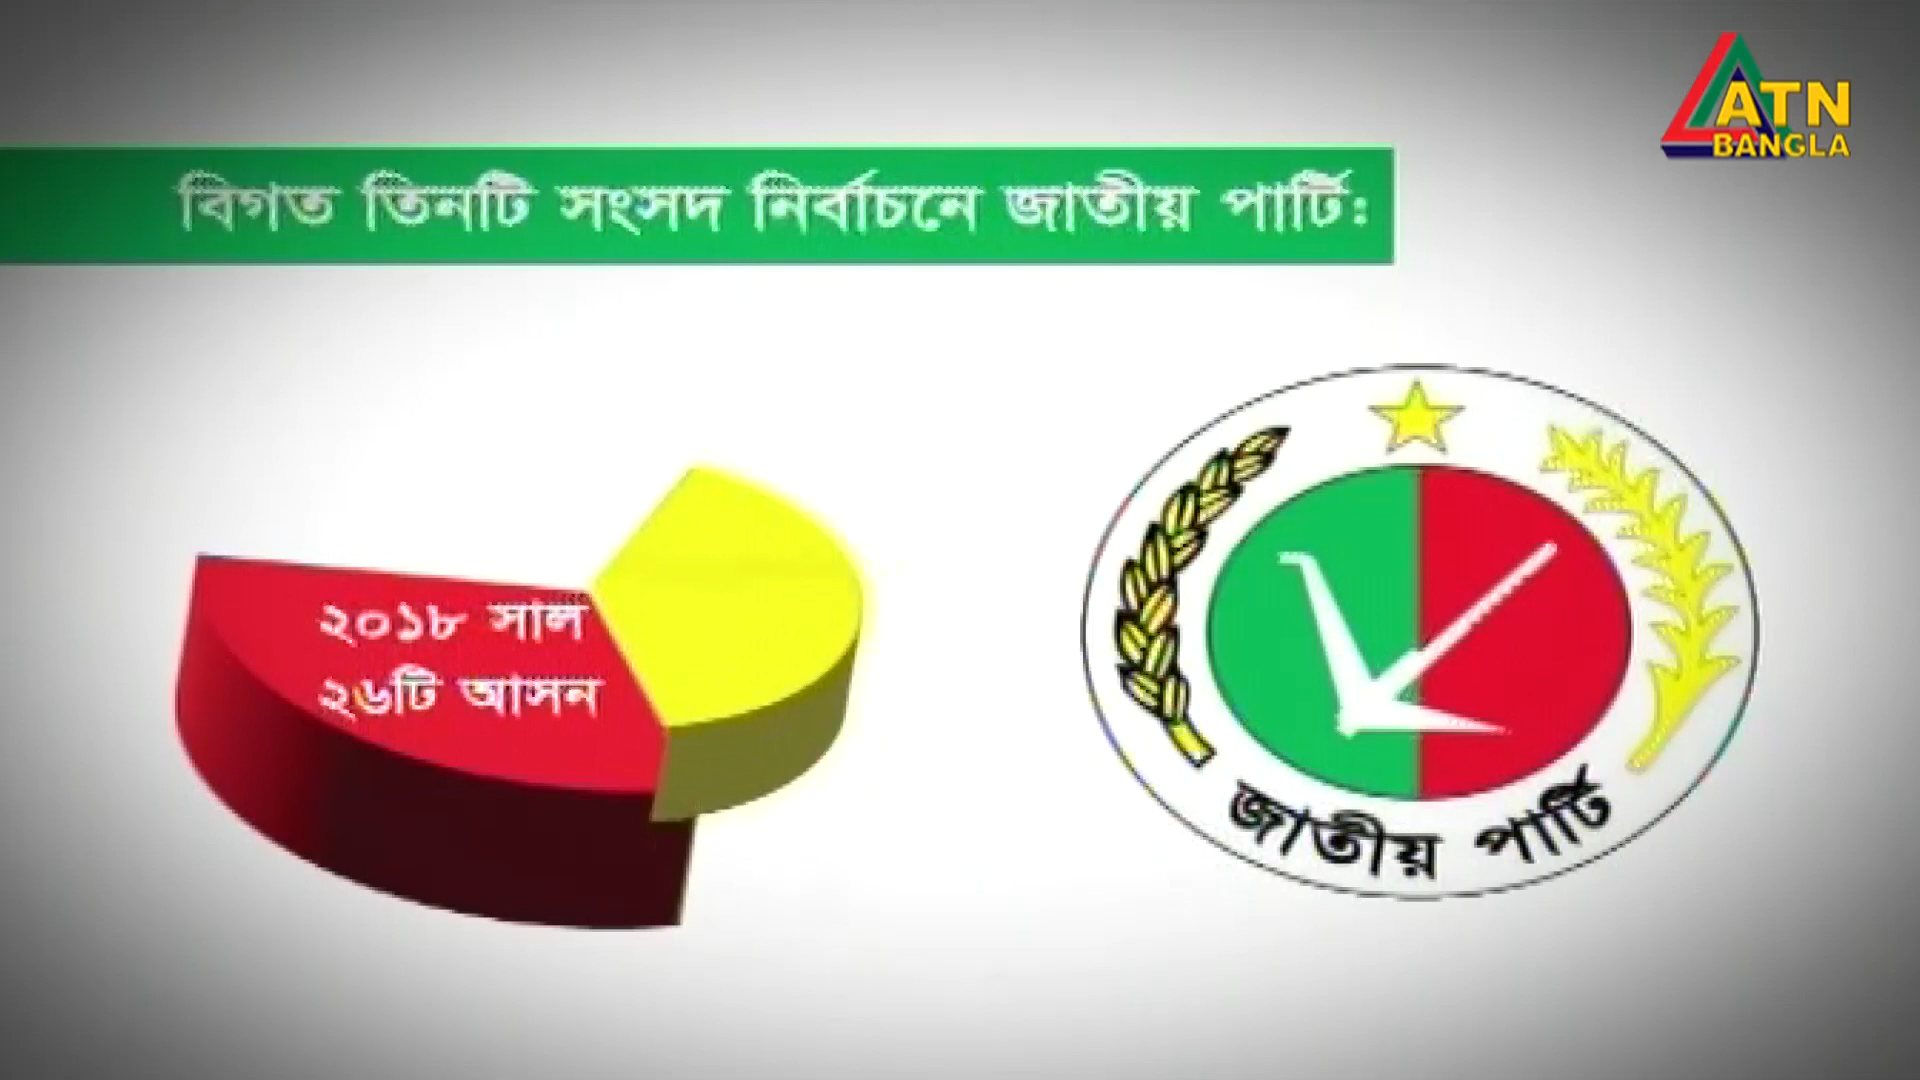 ATN
BANGLA
বিগত তিনটি সংসদ নির্বাচনে জাতীয় পার্টি:
২০১৮ সাল
২৬টি আসন
জাতীয় পার্টি